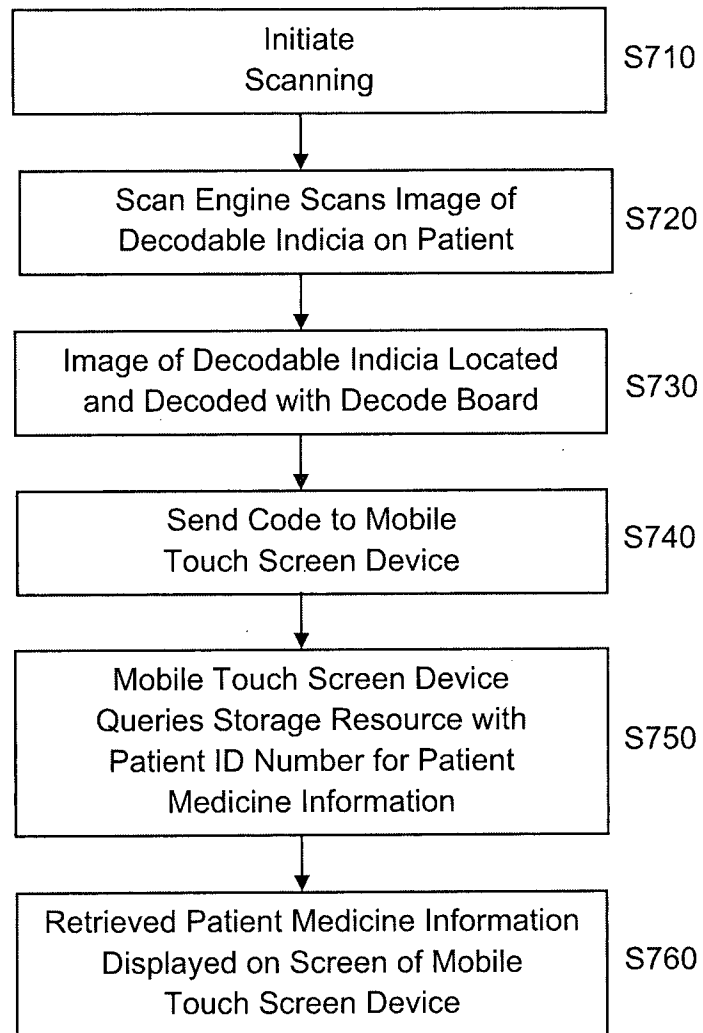 Initiate
Scanning
S710
Scan Engine Scans Image of
Decodable Indicia on Patient
S720
Image of Decodable Indicia Located
and Decoded with Decode Board
S730
Send Code to Mobile
Touch Screen Device
S740
Mobile Touch Screen Device
Queries Storage Resource with
Patient ID Number for Patient
Medicine Information
S750
Retrieved Patient Medicine Information
Displayed on Screen of Mobile
Touch Screen Device
S760